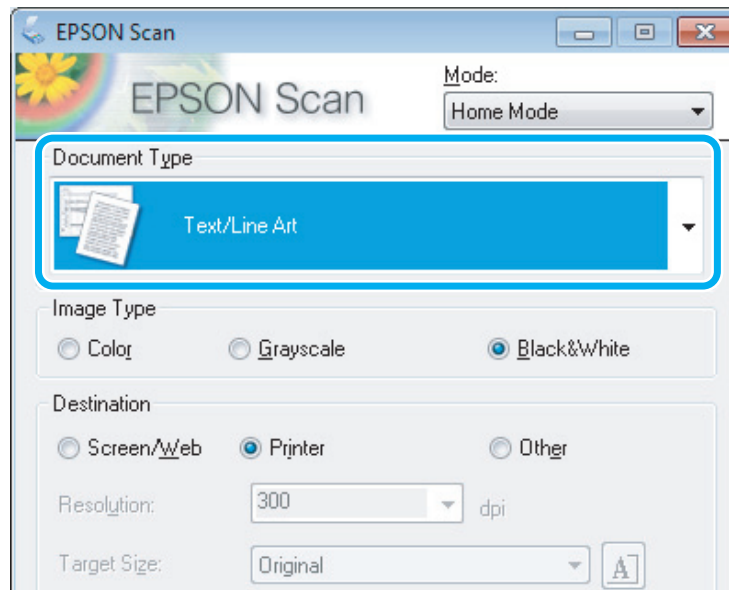 EPSON Scan
EPSON Scan
Mode:
Home Mode
Document Type
Text/Line Art
Image Type
Color Grayscale Black&White
Destination
Screen/Web Printer Other
Resolution: 300 dpi
Target Size: Original A